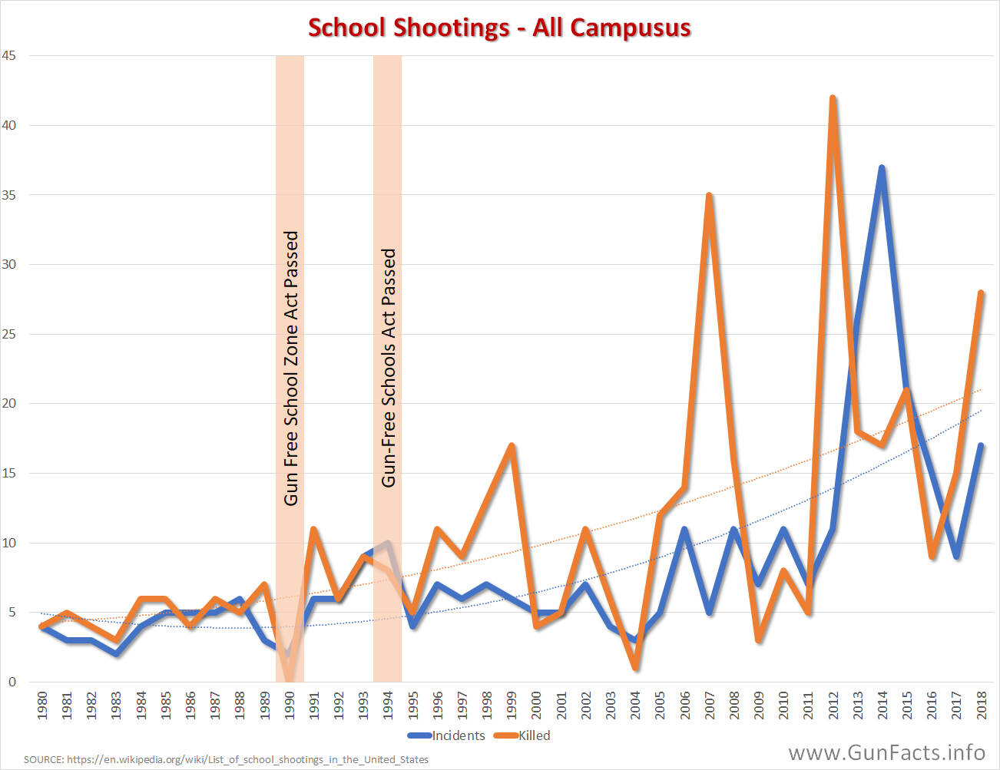 School Shootings - All Campusus
45
40
35
30
25
20
15
10
5
0
Gun Free School Zone Act Passed
Gun-Free Schools Act Passed
1980 1981 1982 1983 1984 1985 1986 1987 1988 1989 1990 1991 1992 1993 1994 1995 1996 1997 1998 1999 2000 2001 2002 2003 2004 2005 2006 2007 2008 2009 2010 2011 2012 2013 2014 2015 2016 2017 2018
Incidents Killed
SOURCE: https://en.wikipedia.org/wiki/List_of_school_shootings_in_the_United_States
www.GunFacts.info